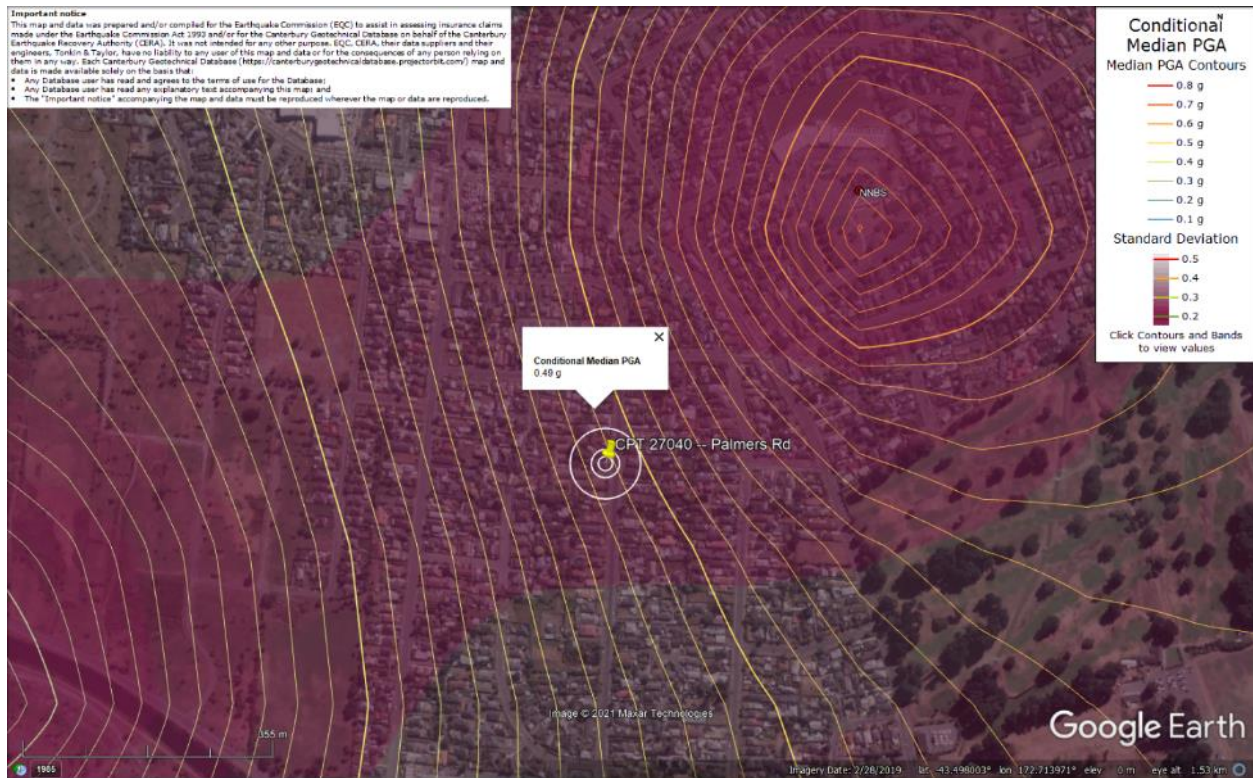 Important notice
This map and data was prepared and/or compiled for the Earthquake Commission (EQC) to assist in assessing insurance claims
made under the Earthquake Commission Act 1993 and/or for the Canterbury Geotechnical Database on behalf of the Canterbury
Earthquake Recovery Authority (CERA). It was not intended for any other purpose. EQC, CERA, their data suppliers and their
engineers, Tonkin & Taylor, have no liability to any user of this map and data or for the consequences of any person relying on
them in any way. Each Canterbury Geotechnical Database (https://canterburygeotechnicaldatabase.projectorbit.com/) map and
data is made available solely on the basis that:
• Any Database user has read and agrees to the terms of use for the Database;
• Any Database user has read any explanatory text accompanying this map; and
• The "Important notice" accompanying the map and data must be reproduced wherever the map or data are reproduced.
N
Conditional
Median PGA
Median PGA Contours
0.8 g
0.7 g
0.6 g
0.5 g
0.4 g
0.3 g
0.2 g
0.1 g
Standard Deviation
0.5
0.4
0.3
0.2
Click Contours and Bands
to view values
NNBS
Conditional Median PGA
0.49 g
CPT 27040 -- Palmers Rd
Image © 2021 Maxar Technologies
Google Earth
355 m
1985
Imagery Date: 2/28/2019 lat -43.498003° lon 172.713971° elev 0 m eye alt 1.53 km